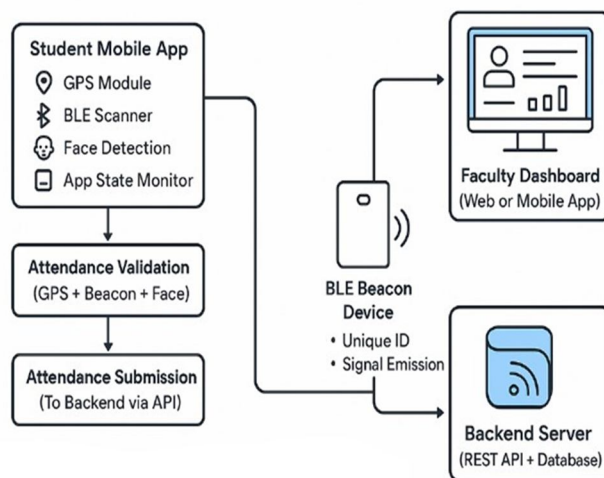 Student Mobile App
GPS Module
BLE Scanner
Face Detection
App State Monitor
Attendance Validation
(GPS + Beacon + Face)
Attendance Submission
(To Backend via API)
BLE Beacon
Device
• Unique ID
• Signal Emission
Faculty Dashboard
(Web or Mobile App)
Backend Server
(REST API + Database)